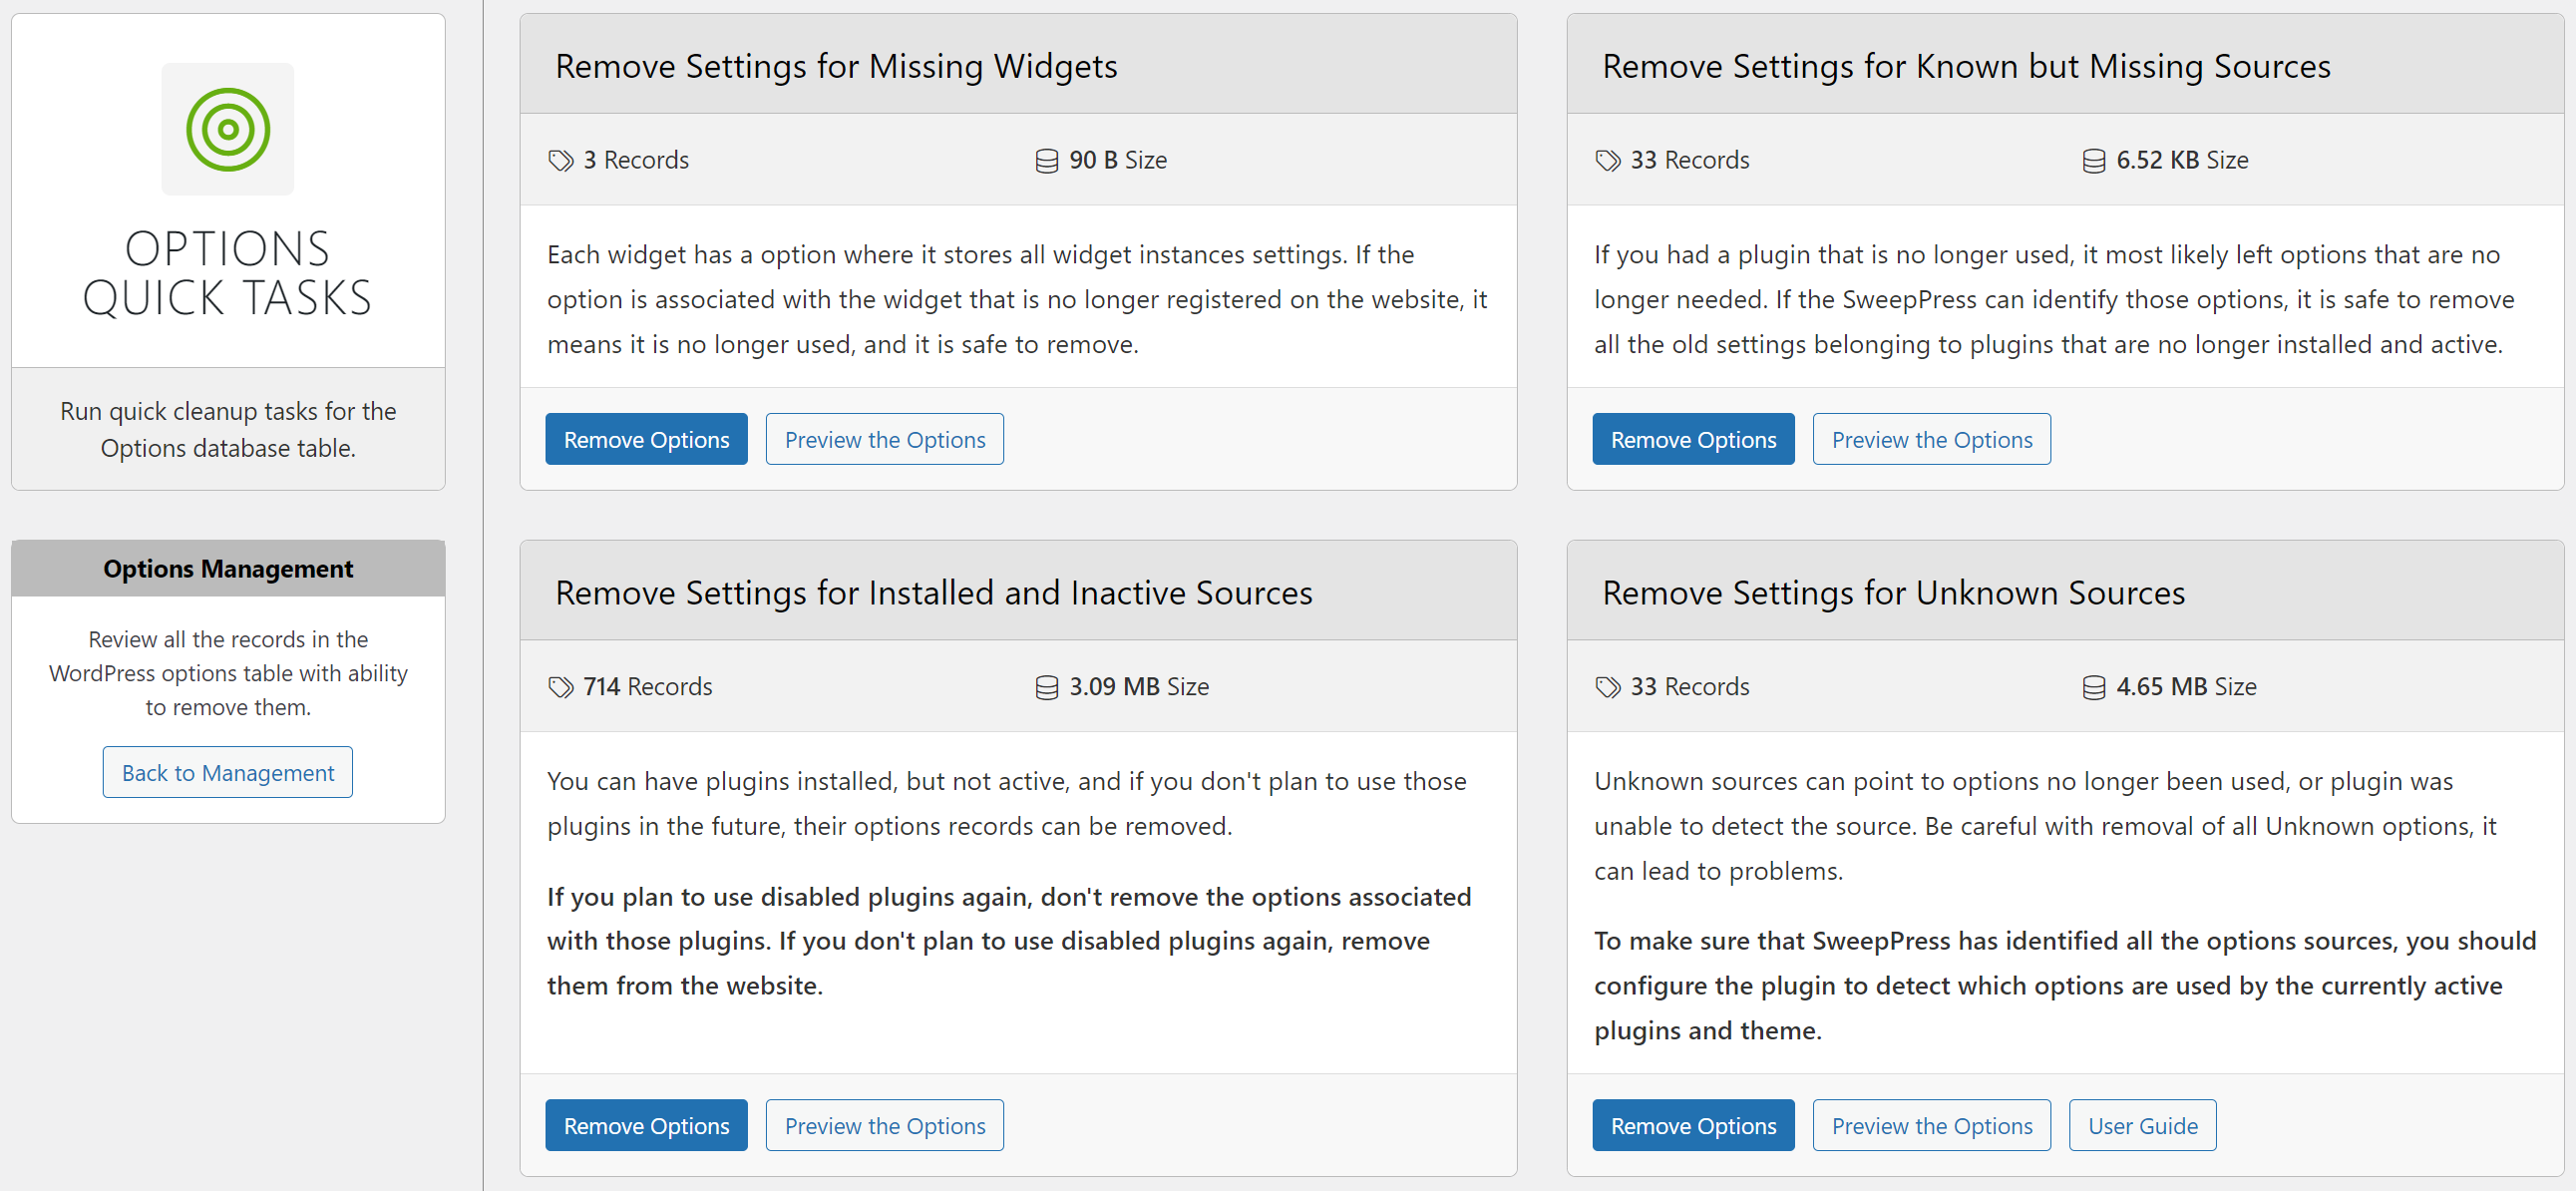 OPTIONS
QUICK TASKS
Run quick cleanup tasks for the
Options database table.
Options Management
Review all the records in the
WordPress options table with ability
to remove them.
Back to Management
Remove Settings for Missing Widgets
3 Records
90 B Size
Each widget has a option where it stores all widget instances settings. If the
option is associated with the widget that is no longer registered on the website, it
means it is no longer used, and it is safe to remove.
Remove Options
Preview the Options
Remove Settings for Known but Missing Sources
33 Records
6.52 KB Size
If you had a plugin that is no longer used, it most likely left options that are no
longer needed. If the SweepPress can identify those options, it is safe to remove
all the old settings belonging to plugins that are no longer installed and active.
Remove Options
Preview the Options
Remove Settings for Installed and Inactive Sources
714 Records
3.09 MB Size
You can have plugins installed, but not active, and if you don't plan to use those
plugins in the future, their options records can be removed.
If you plan to use disabled plugins again, don't remove the options associated
with those plugins. If you don't plan to use disabled plugins again, remove
them from the website.
Remove Options
Preview the Options
Remove Settings for Unknown Sources
33 Records
4.65 MB Size
Unknown sources can point to options no longer been used, or plugin was
unable to detect the source. Be careful with removal of all Unknown options, it
can lead to problems.
To make sure that SweepPress has identified all the options sources, you should
configure the plugin to detect which options are used by the currently active
plugins and theme.
Remove Options
Preview the Options
User Guide